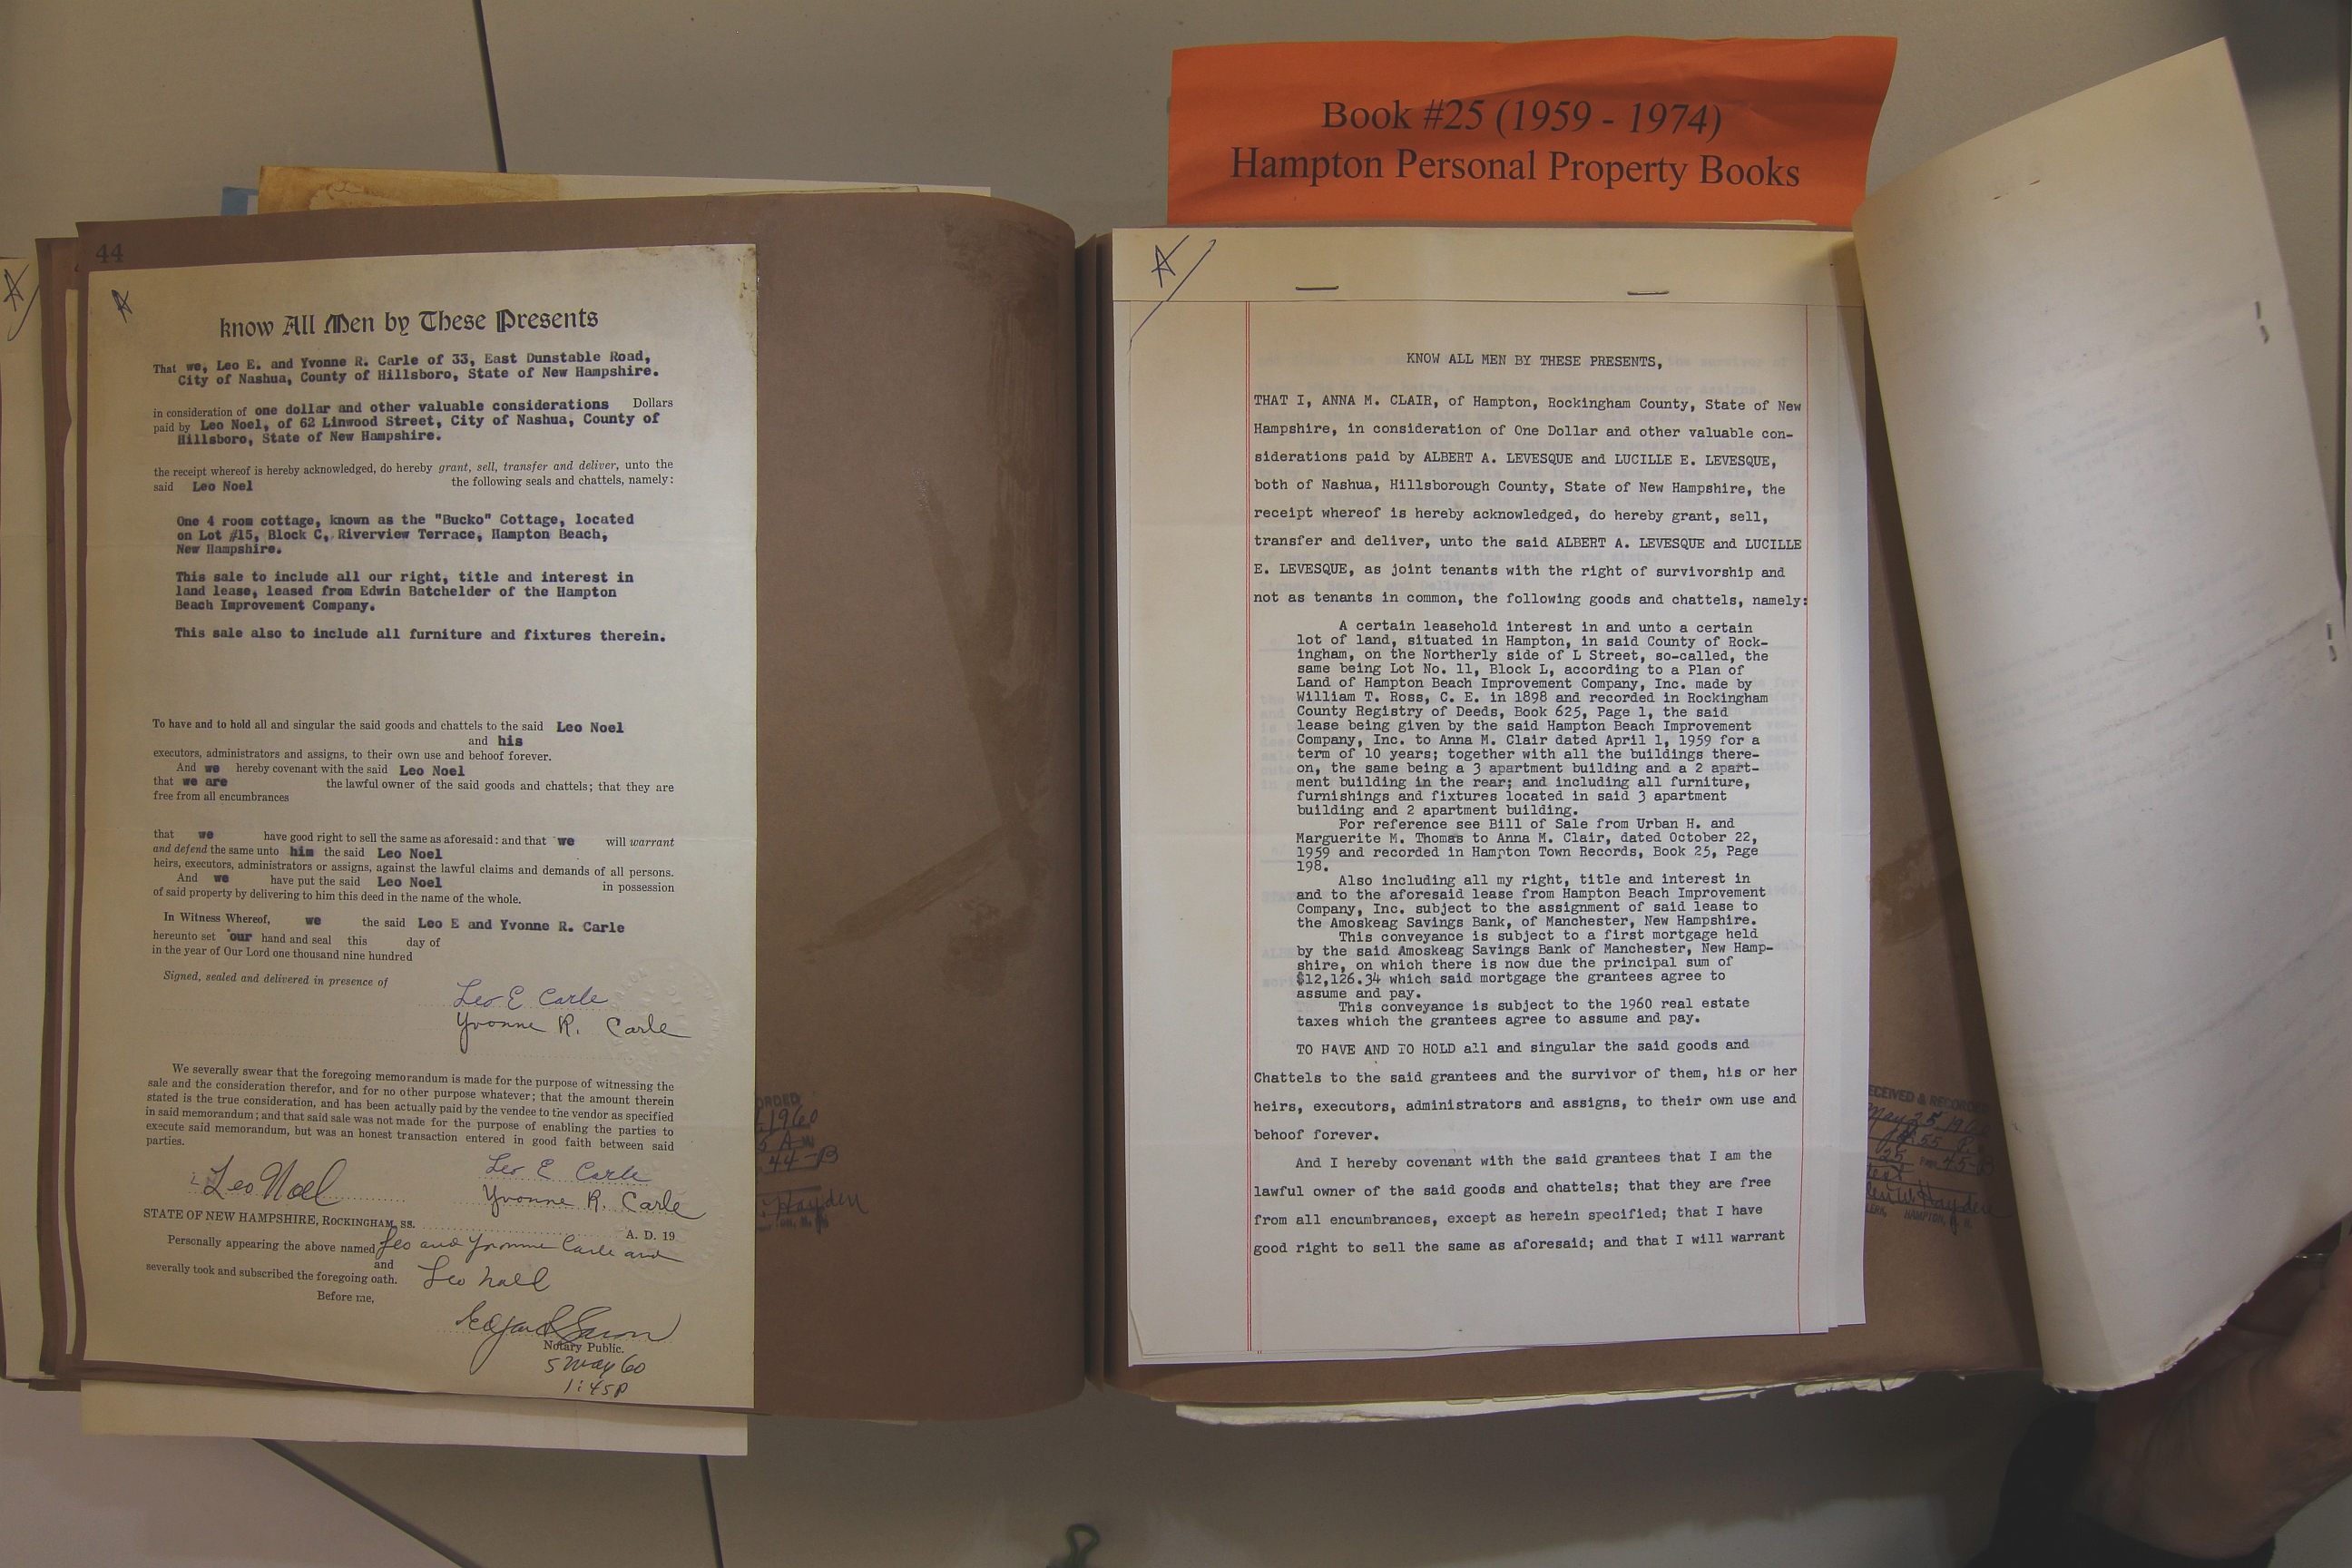 Book #25 (1959 - 1974)
Hampton Personal Property Books
44
know All Men by These Presents
That we, Leo E. and Yvonne R. Carle of 33, East Dunstable Road,
City of Nashua, County of Hillsboro, State of New Hampshire.
in consideration of one dollar and other valuable considerations Dollars
paid by Leo Noel, of 62 Linwood Street, City of Nashua, County of
Hillsboro, State of New Hampshire.
the receipt whereof is hereby acknowledged, do hereby grant, sell, transfer and deliver, unto the
said Leo Noel the following seals and chattels, namely:
One 4 room cottage, known as the "Bucko" Cottage, located
on Lot #15, Block C, Riverview Terrace, Hampton Beach,
New Hampshire.
This sale to include all our right, title and interest in
land lease, leased from Edwin Batchelder of the Hampton
Beach Improvement Company.
This sale also to include all furniture and fixtures therein.
To have and to hold all and singular the said goods and chattels to the said Leo Noel
and his
executors, administrators and assigns, to their own use and behoof forever.
And we hereby covenant with the said Leo Noel
that we are the lawful owner of the said goods and chattels; that they are
free from all encumbrances
that we have good right to sell the same as aforesaid: and that we will warrant
and defend the same unto him the said Leo Noel
heirs, executors, administrators or assigns, against the lawful claims and demands of all persons.
And we have put the said Leo Noel in possession
of said property by delivering to him this deed in the name of the whole.
In Witness Whereof, we the said Leo E and Yvonne R. Carle
hereunto set our hand and seal this day of
in the year of Our Lord one thousand nine hundred
Signed, sealed and delivered in presence of
Leo E Carle
Yvonne R. Carle
We severally swear that the foregoing memorandum is made for the purpose of witnessing the
sale and the consideration therefor, and for no other purpose whatever; that the amount therein
stated is the true consideration, and has been actually paid by the vendee to the vendor as specified
in said memorandum; and that said sale was not made for the purpose of enabling the parties to
execute said memorandum, but was an honest transaction entered in good faith between said
parties.
Leo Noel
Leo E Carle
Yvonne R. Carle
STATE OF NEW HAMPSHIRE, ROCKINGHAM, SS. A. D. 19
Personally appearing the above named Leo and Yvonne Carle and
and
severally took and subscribed the foregoing oath. Leo Noel
Before me,
Notary Public.
5 May 60
1:45P
ORDED
1960
5 A M
44-B
Hayden
KNOW ALL MEN BY THESE PRESENTS,
THAT I, ANNA M. CLAIR, of Hampton, Rockingham County, State of New
Hampshire, in consideration of One Dollar and other valuable con-
siderations paid by ALBERT A. LEVESQUE and LUCILLE E. LEVESQUE,
both of Nashua, Hillsborough County, State of New Hampshire, the
receipt whereof is hereby acknowledged, do hereby grant, sell,
transfer and deliver, unto the said ALBERT A. LEVESQUE and LUCILLE
E. LEVESQUE, as joint tenants with the right of survivorship and
not as tenants in common, the following goods and chattels, namely:
A certain leasehold interest in and unto a certain
lot of land, situated in Hampton, in said County of Rock-
ingham, on the Northerly side of L Street, so-called, the
same being Lot No. 11, Block L, according to a Plan of
Land of Hampton Beach Improvement Company, Inc. made by
William T. Ross, C. E. in 1898 and recorded in Rockingham
County Registry of Deeds, Book 625, Page 1, the said
lease being given by the said Hampton Beach Improvement
Company, Inc. to Anna M. Clair dated April 1, 1959 for a
term of 10 years; together with all the buildings there-
on, the same being a 3 apartment building and a 2 apart-
ment building in the rear; and including all furniture,
furnishings and fixtures located in said 3 apartment
building and 2 apartment building.
For reference see Bill of Sale from Urban H. and
Marguerite M. Thomas to Anna M. Clair, dated October 22,
1959 and recorded in Hampton Town Records, Book 25, Page
198.
Also including all my right, title and interest in
and to the aforesaid lease from Hampton Beach Improvement
Company, Inc. subject to the assignment of said lease to
the Amoskeag Savings Bank, of Manchester, New Hampshire.
This conveyance is subject to a first mortgage held
by the said Amoskeag Savings Bank of Manchester, New Hamp-
shire, on which there is now due the principal sum of
$12,126.34 which said mortgage the grantees agree to
assume and pay.
This conveyance is subject to the 1960 real estate
taxes which the grantees agree to assume and pay.
TO HAVE AND TO HOLD all and singular the said goods and
Chattels to the said grantees and the survivor of them, his or her
heirs, executors, administrators and assigns, to their own use and
behoof forever.
And I hereby covenant with the said grantees that I am the
lawful owner of the said goods and chattels; that they are free
from all encumbrances, except as herein specified; that I have
good right to sell the same as aforesaid; and that I will warrant
ECEIVED & RECORDED
May 25 1960
55 P
25 45-B
Hayden
LERK, HAMPTON, N. H.